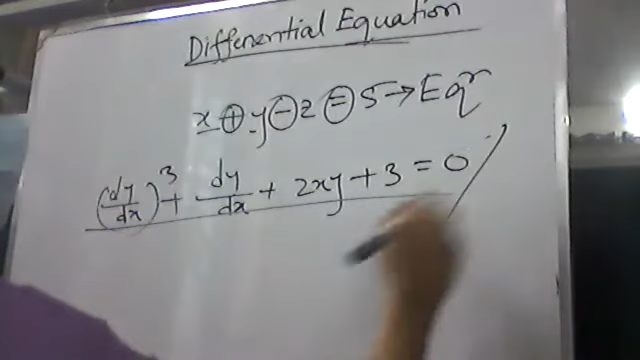 Differential Equation
x + y - z = 5 → Eqn
(dy/dx)^3 + dy/dx + 2xy + 3 = 0